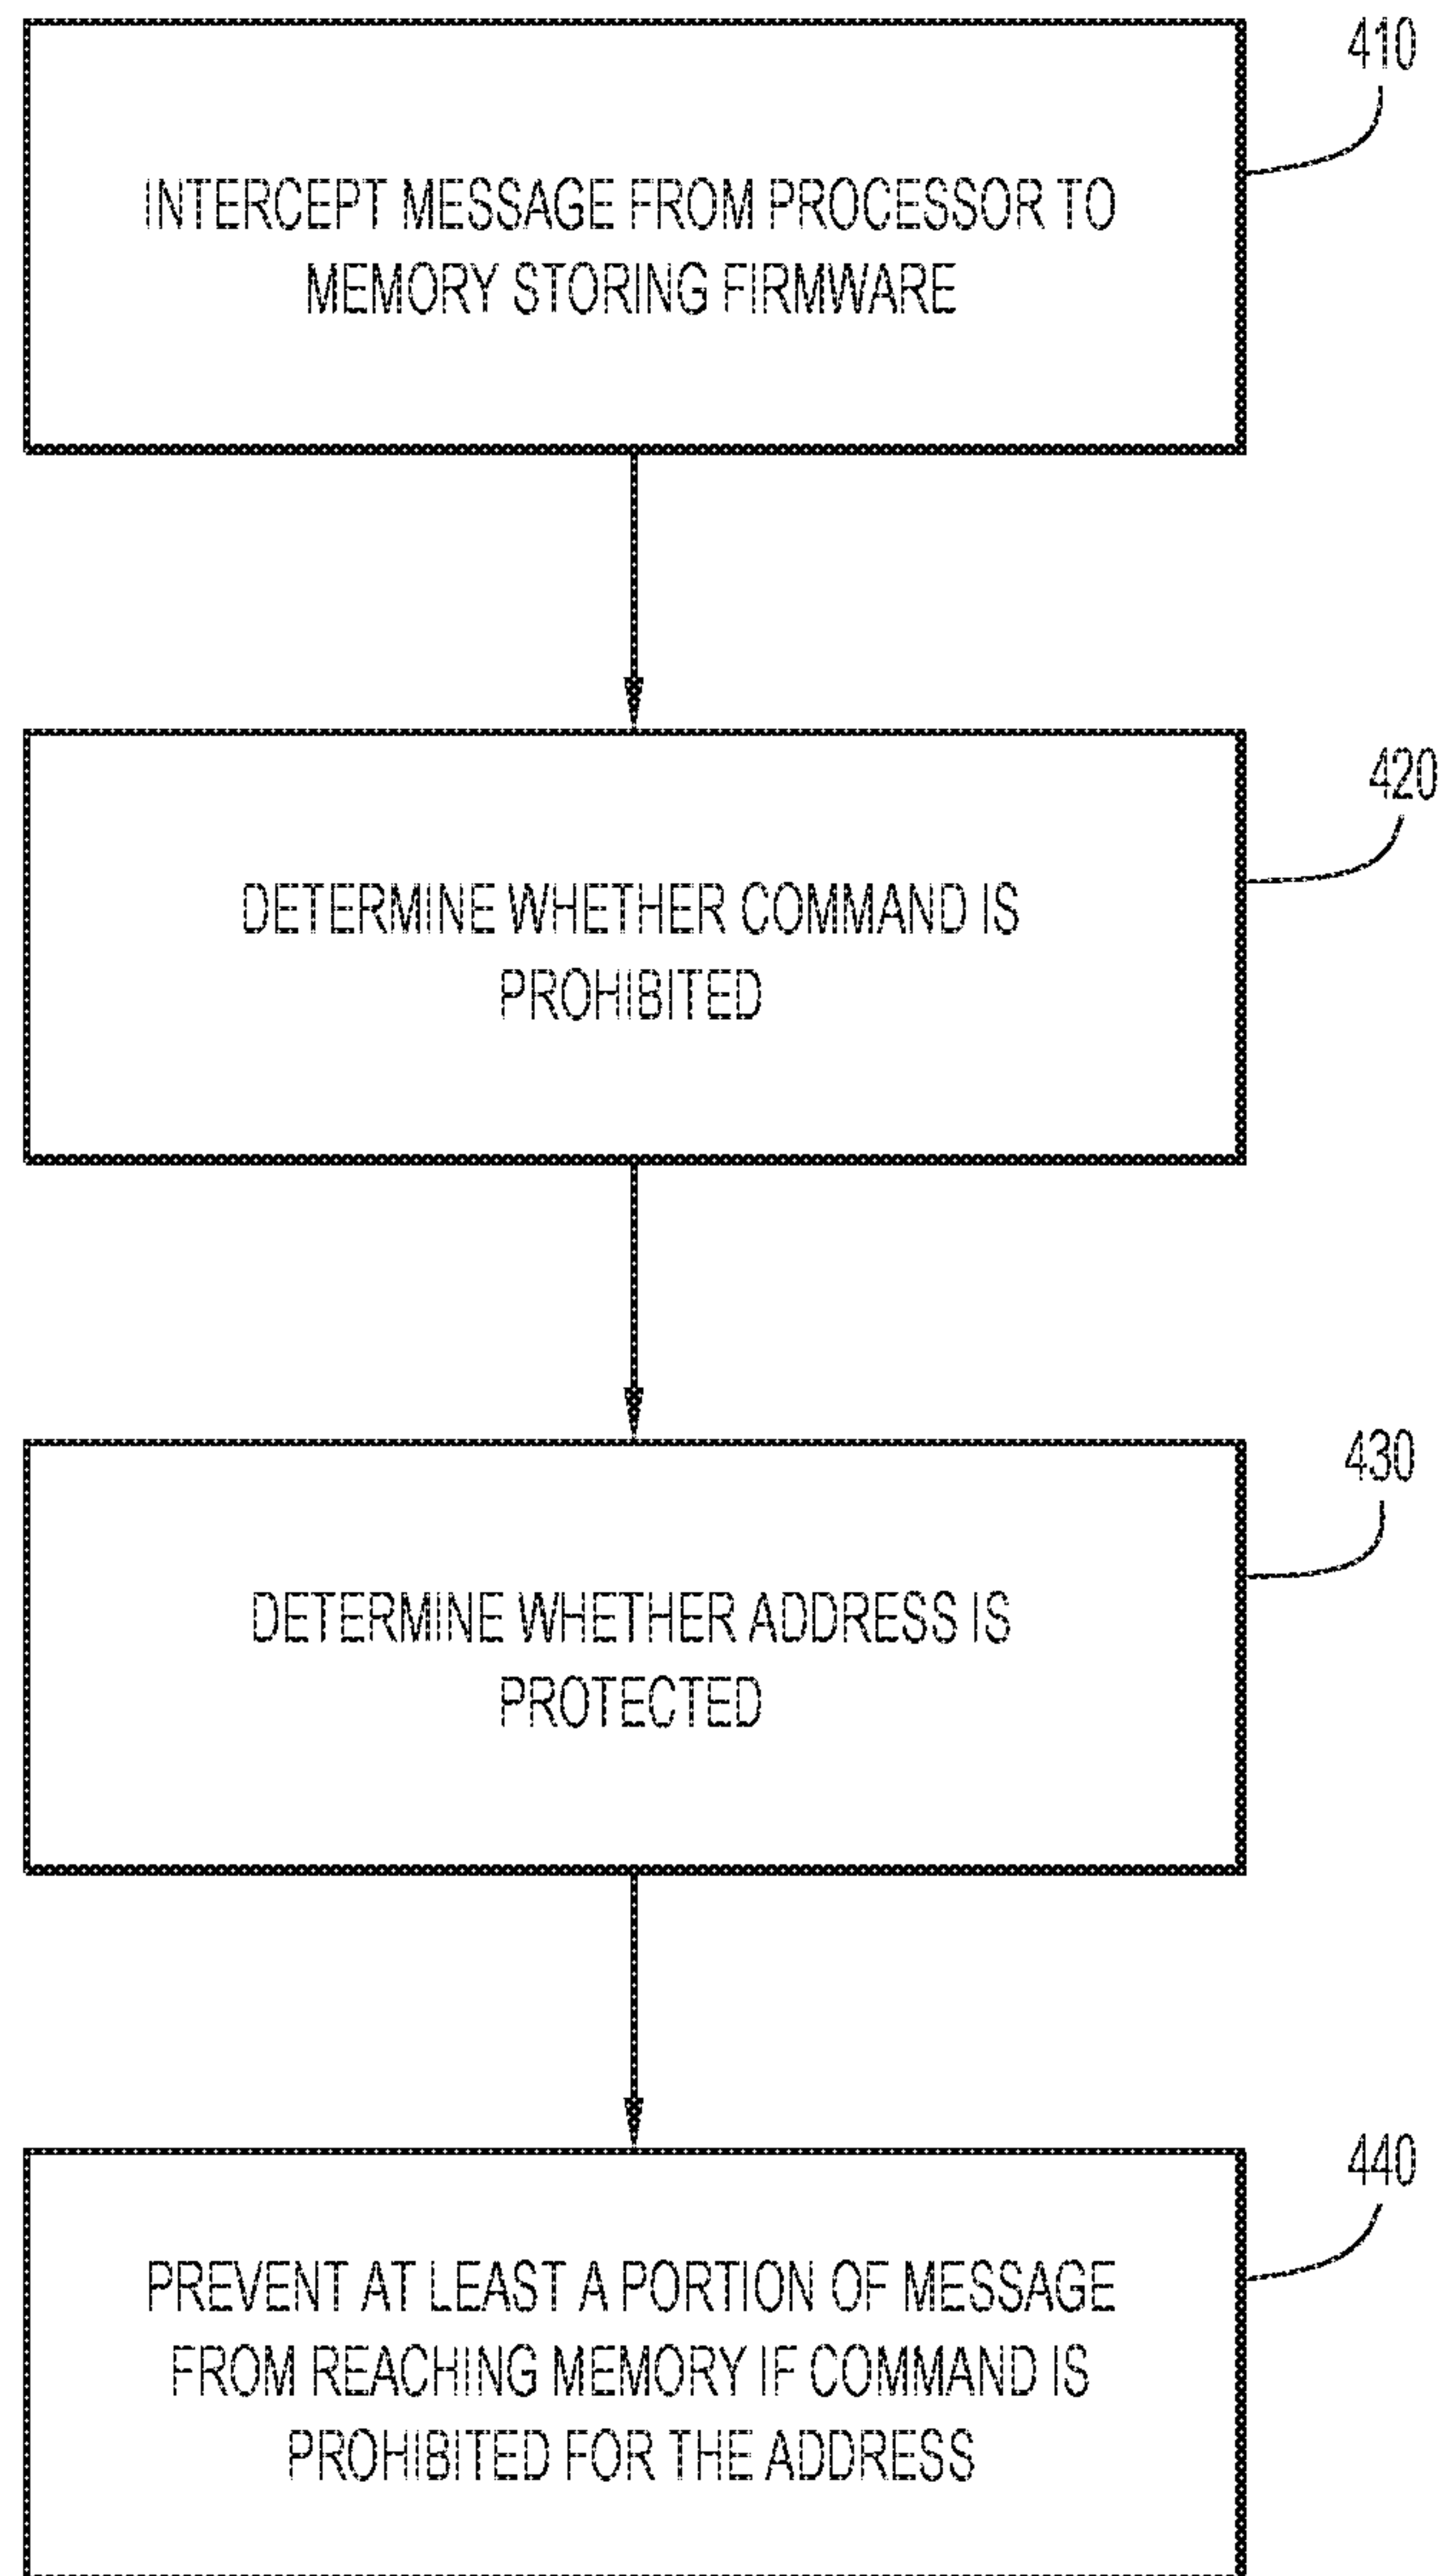 410
INTERCEPT MESSAGE FROM PROCESSOR TO
MEMORY STORING FIRMWARE
420
DETERMINE WHETHER COMMAND IS
PROHIBITED
430
DETERMINE WHETHER ADDRESS IS
PROTECTED
440
PREVENT AT LEAST A PORTION OF MESSAGE
FROM REACHING MEMORY IF COMMAND IS
PROHIBITED FOR THE ADDRESS